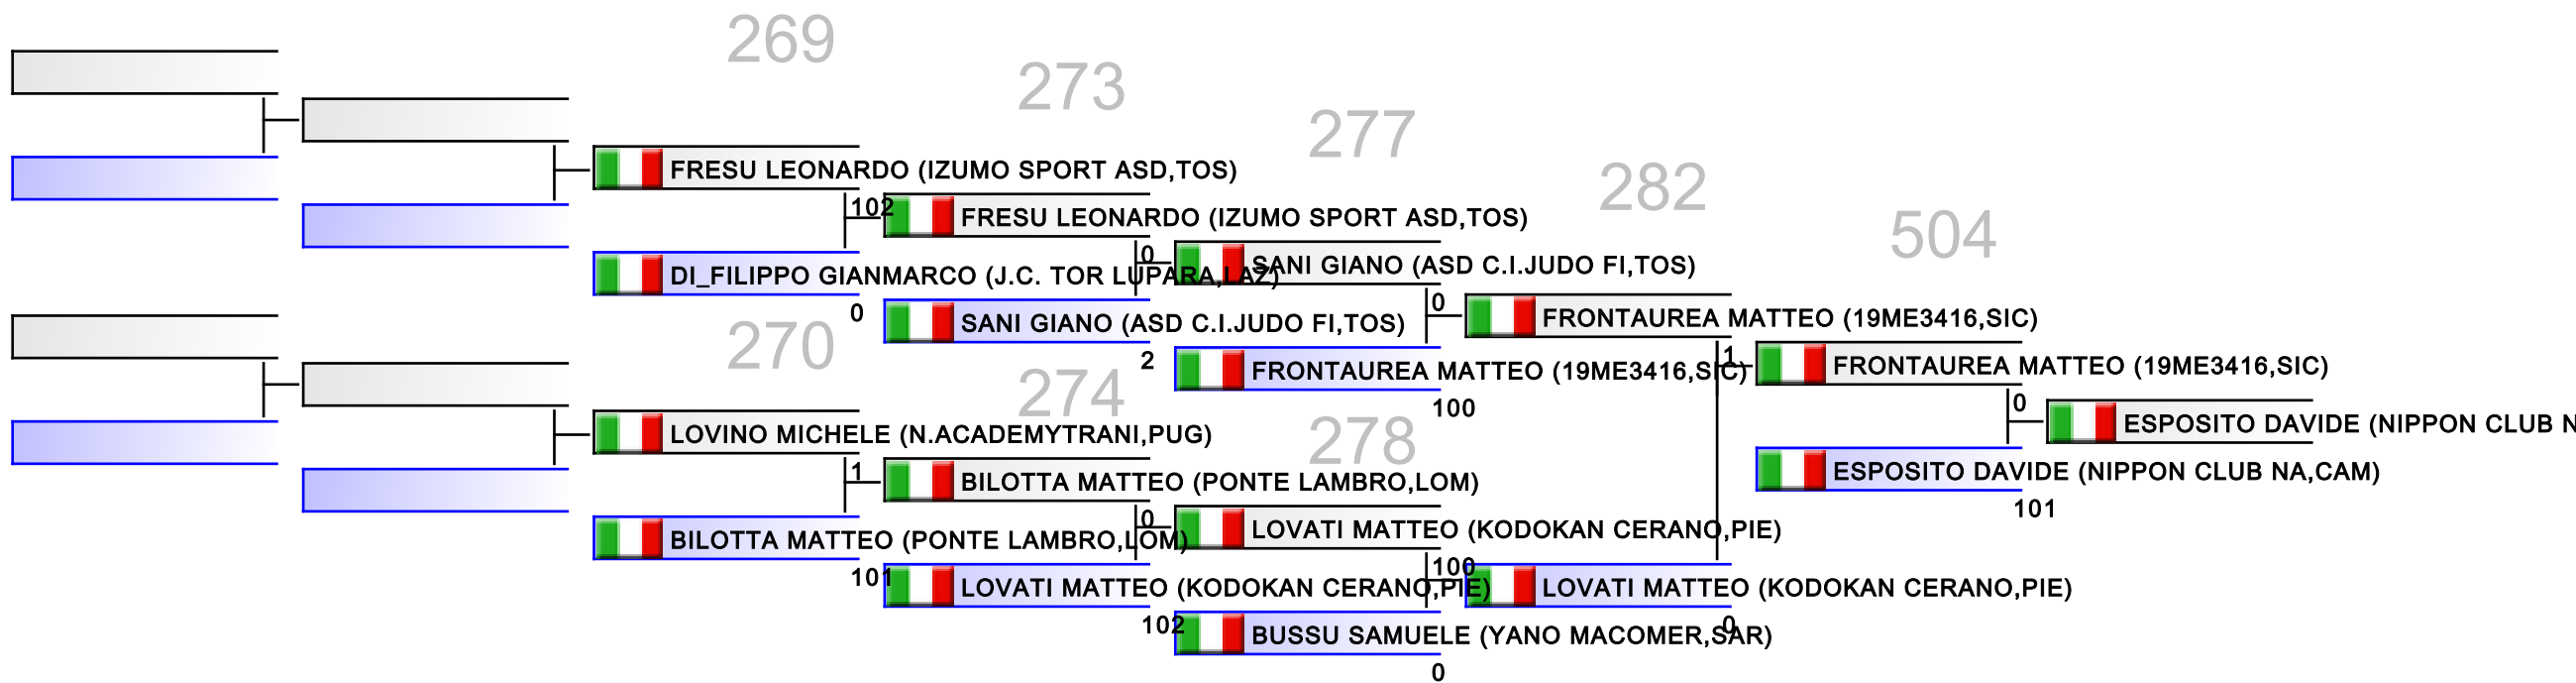 269
273
277
282
504
FRESU LEONARDO (IZUMO SPORT ASD,TOS)
102
FRESU LEONARDO (IZUMO SPORT ASD,TOS)
0
SANI GIANO (ASD C.I.JUDO FI,TOS)
DI_FILIPPO GIANMARCO (J.C. TOR LUPARA,LAZ)
0
SANI GIANO (ASD C.I.JUDO FI,TOS)
2
0
FRONTAUREA MATTEO (19ME3416,SIC)
FRONTAUREA MATTEO (19ME3416,SIC)
100
1
FRONTAUREA MATTEO (19ME3416,SIC)
0
ESPOSITO DAVIDE (NIPPON CLUB N
ESPOSITO DAVIDE (NIPPON CLUB NA,CAM)
101
270
274
278
LOVINO MICHELE (N.ACADEMYTRANI,PUG)
1
BILOTTA MATTEO (PONTE LAMBRO,LOM)
0
LOVATI MATTEO (KODOKAN CERANO,PIE)
BILOTTA MATTEO (PONTE LAMBRO,LOM)
101
LOVATI MATTEO (KODOKAN CERANO,PIE)
102
100
LOVATI MATTEO (KODOKAN CERANO,PIE)
0
BUSSU SAMUELE (YANO MACOMER,SAR)
0